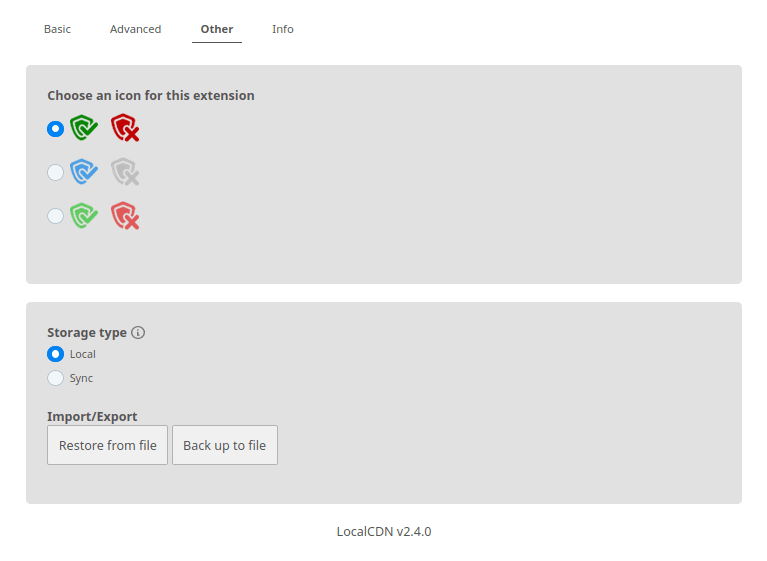 Basic Advanced Other Info
Choose an icon for this extension
Storage type
Local
Sync
Import/Export
Restore from file Back up to file
LocalCDN v2.4.0